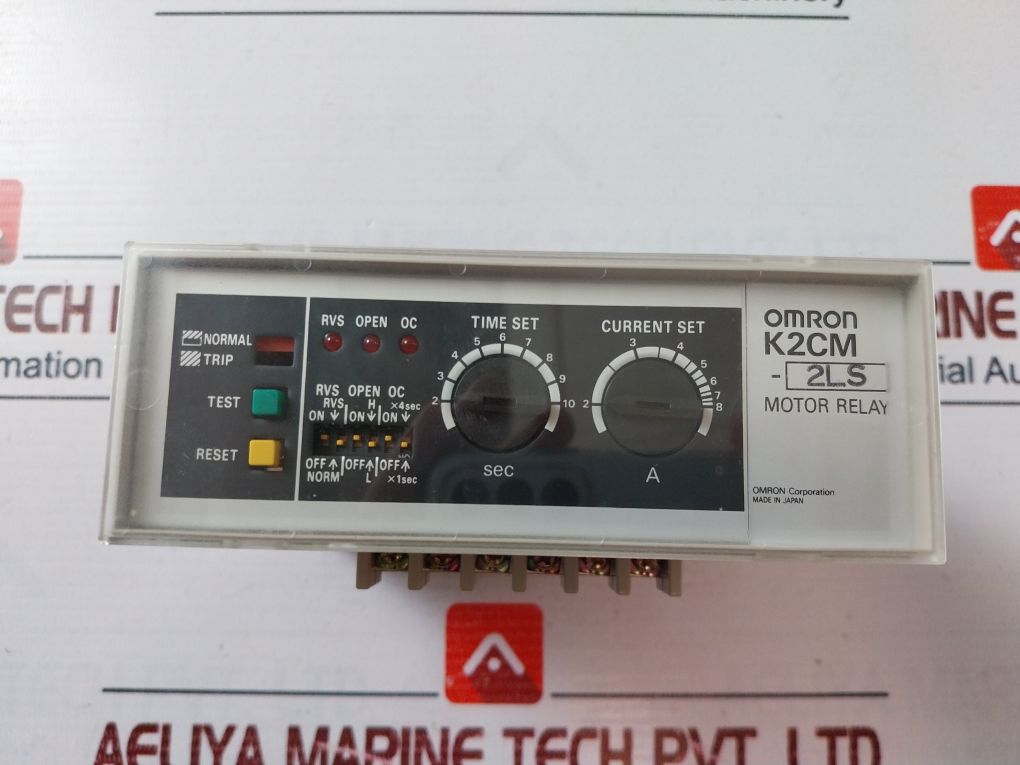 TECH
INE
mation
ial Au
NORMAL
TRIP
TEST
RESET
RVS OPEN OC
RVS OPEN OC
RVS H ×4sec
ON ↓ ON ↓ ON ↓
OFF ↑ OFF ↑ OFF ↑
NORM L ×1sec
TIME SET
2 3 4 5 6 7 8 9 10
sec
CURRENT SET
2 3 4 5 6 7 8
A
OMRON
K2CM
- 2LS
MOTOR RELAY
OMRON Corporation
MADE IN JAPAN
AELIYA MARINE TECH PVT. LTD